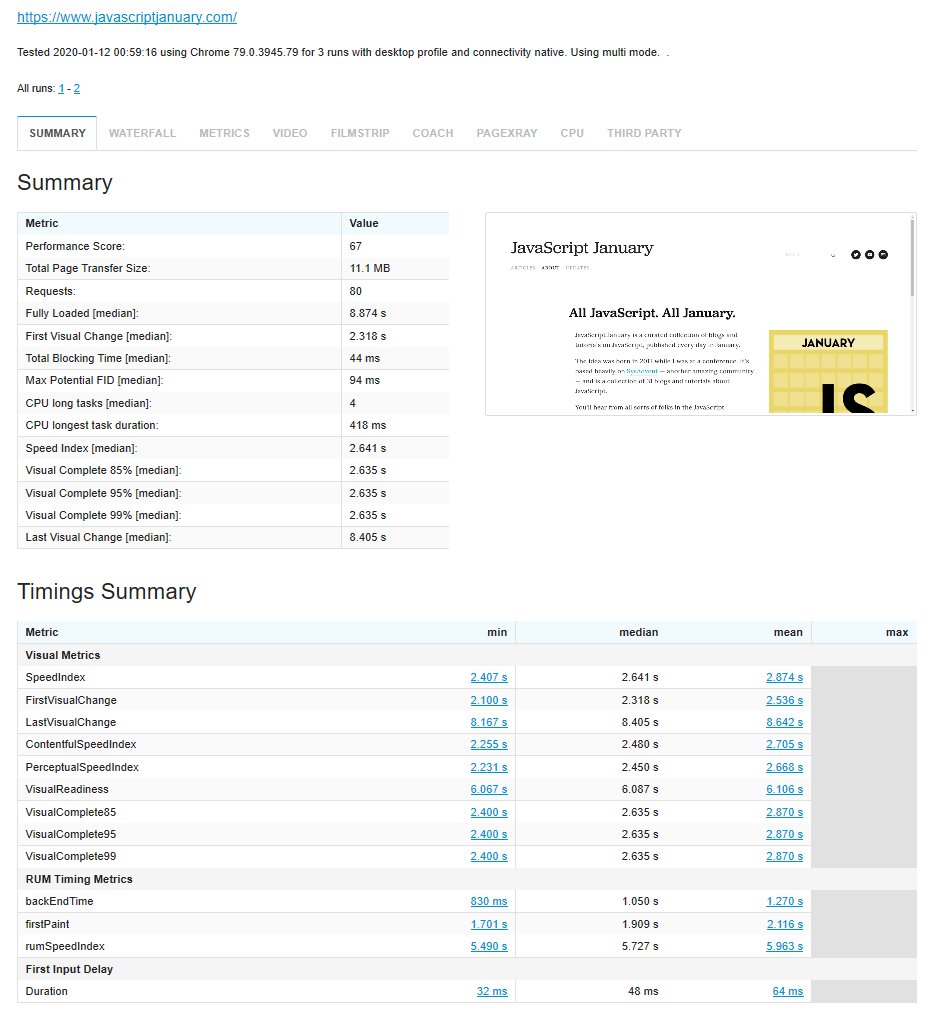 https://www.javascriptjanuary.com/
Tested 2020-01-12 00:59:16 using Chrome 79.0.3945.79 for 3 runs with desktop profile and connectivity native. Using multi mode. .
All runs: 1 - 2
SUMMARY WATERFALL METRICS VIDEO FILMSTRIP COACH PAGEXRAY CPU THIRD PARTY
Summary
Metric Value
Performance Score: 67
Total Page Transfer Size: 11.1 MB
Requests: 80
Fully Loaded [median]: 8.874 s
First Visual Change [median]: 2.318 s
Total Blocking Time [median]: 44 ms
Max Potential FID [median]: 94 ms
CPU long tasks [median]: 4
CPU longest task duration: 418 ms
Speed Index [median]: 2.641 s
Visual Complete 85% [median]: 2.635 s
Visual Complete 95% [median]: 2.635 s
Visual Complete 99% [median]: 2.635 s
Last Visual Change [median]: 8.405 s
JavaScript January
ARTICLES ABOUT UPDATES
All JavaScript. All January.
JavaScript January is a curated collection of blogs and
tutorials on JavaScript, published every day in January.
The idea was born in 2017 while I was at a conference. It's
based heavily on SysAdvent — another amazing community
— and is a collection of 31 blogs and tutorials about
JavaScript.
You'll hear from all sorts of folks in the JavaScript
JANUARY
JS
Timings Summary
Metric min median mean max
Visual Metrics
SpeedIndex 2.407 s 2.641 s 2.874 s
FirstVisualChange 2.100 s 2.318 s 2.536 s
LastVisualChange 8.167 s 8.405 s 8.642 s
ContentfulSpeedIndex 2.255 s 2.480 s 2.705 s
PerceptualSpeedIndex 2.231 s 2.450 s 2.668 s
VisualReadiness 6.067 s 6.087 s 6.106 s
VisualComplete85 2.400 s 2.635 s 2.870 s
VisualComplete95 2.400 s 2.635 s 2.870 s
VisualComplete99 2.400 s 2.635 s 2.870 s
RUM Timing Metrics
backEndTime 830 ms 1.050 s 1.270 s
firstPaint 1.701 s 1.909 s 2.116 s
rumSpeedIndex 5.490 s 5.727 s 5.963 s
First Input Delay
Duration 32 ms 48 ms 64 ms